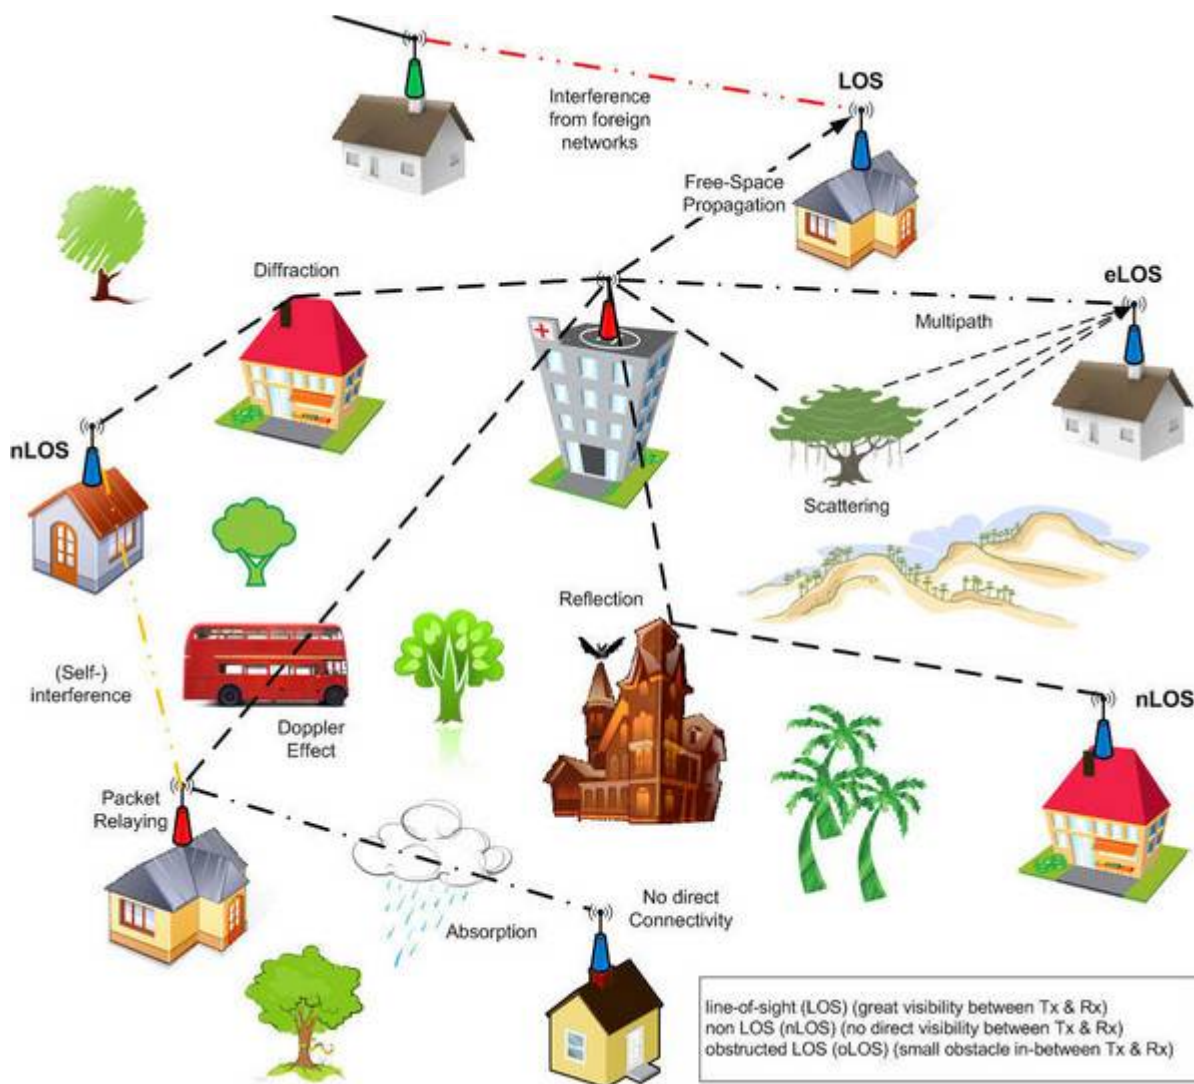 LOS
Interference
from foreign
networks
Free-Space
Propagation
Diffraction
eLOS
Multipath
nLOS
Scattering
Reflection
(Self-)
interference
nLOS
Doppler
Effect
Packet
Relaying
No direct
Connectivity
Absorption
line-of-sight (LOS) (great visibility between Tx & Rx)
non LOS (nLOS) (no direct visibility between Tx & Rx)
obstructed LOS (oLOS) (small obstacle in-between Tx & Rx)